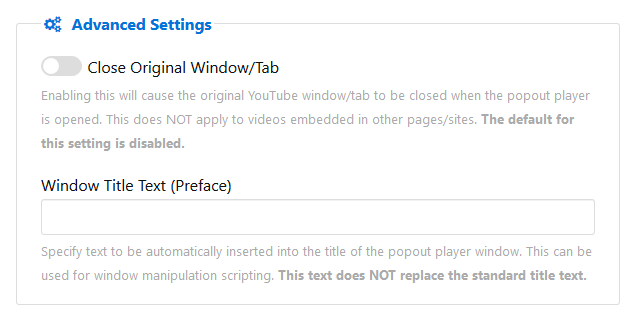 Advanced Settings
Close Original Window/Tab
Enabling this will cause the original YouTube window/tab to be closed when the popout player
is opened. This does NOT apply to videos embedded in other pages/sites. The default for
this setting is disabled.
Window Title Text (Preface)
Specify text to be automatically inserted into the title of the popout player window. This can be
used for window manipulation scripting. This text does NOT replace the standard title text.